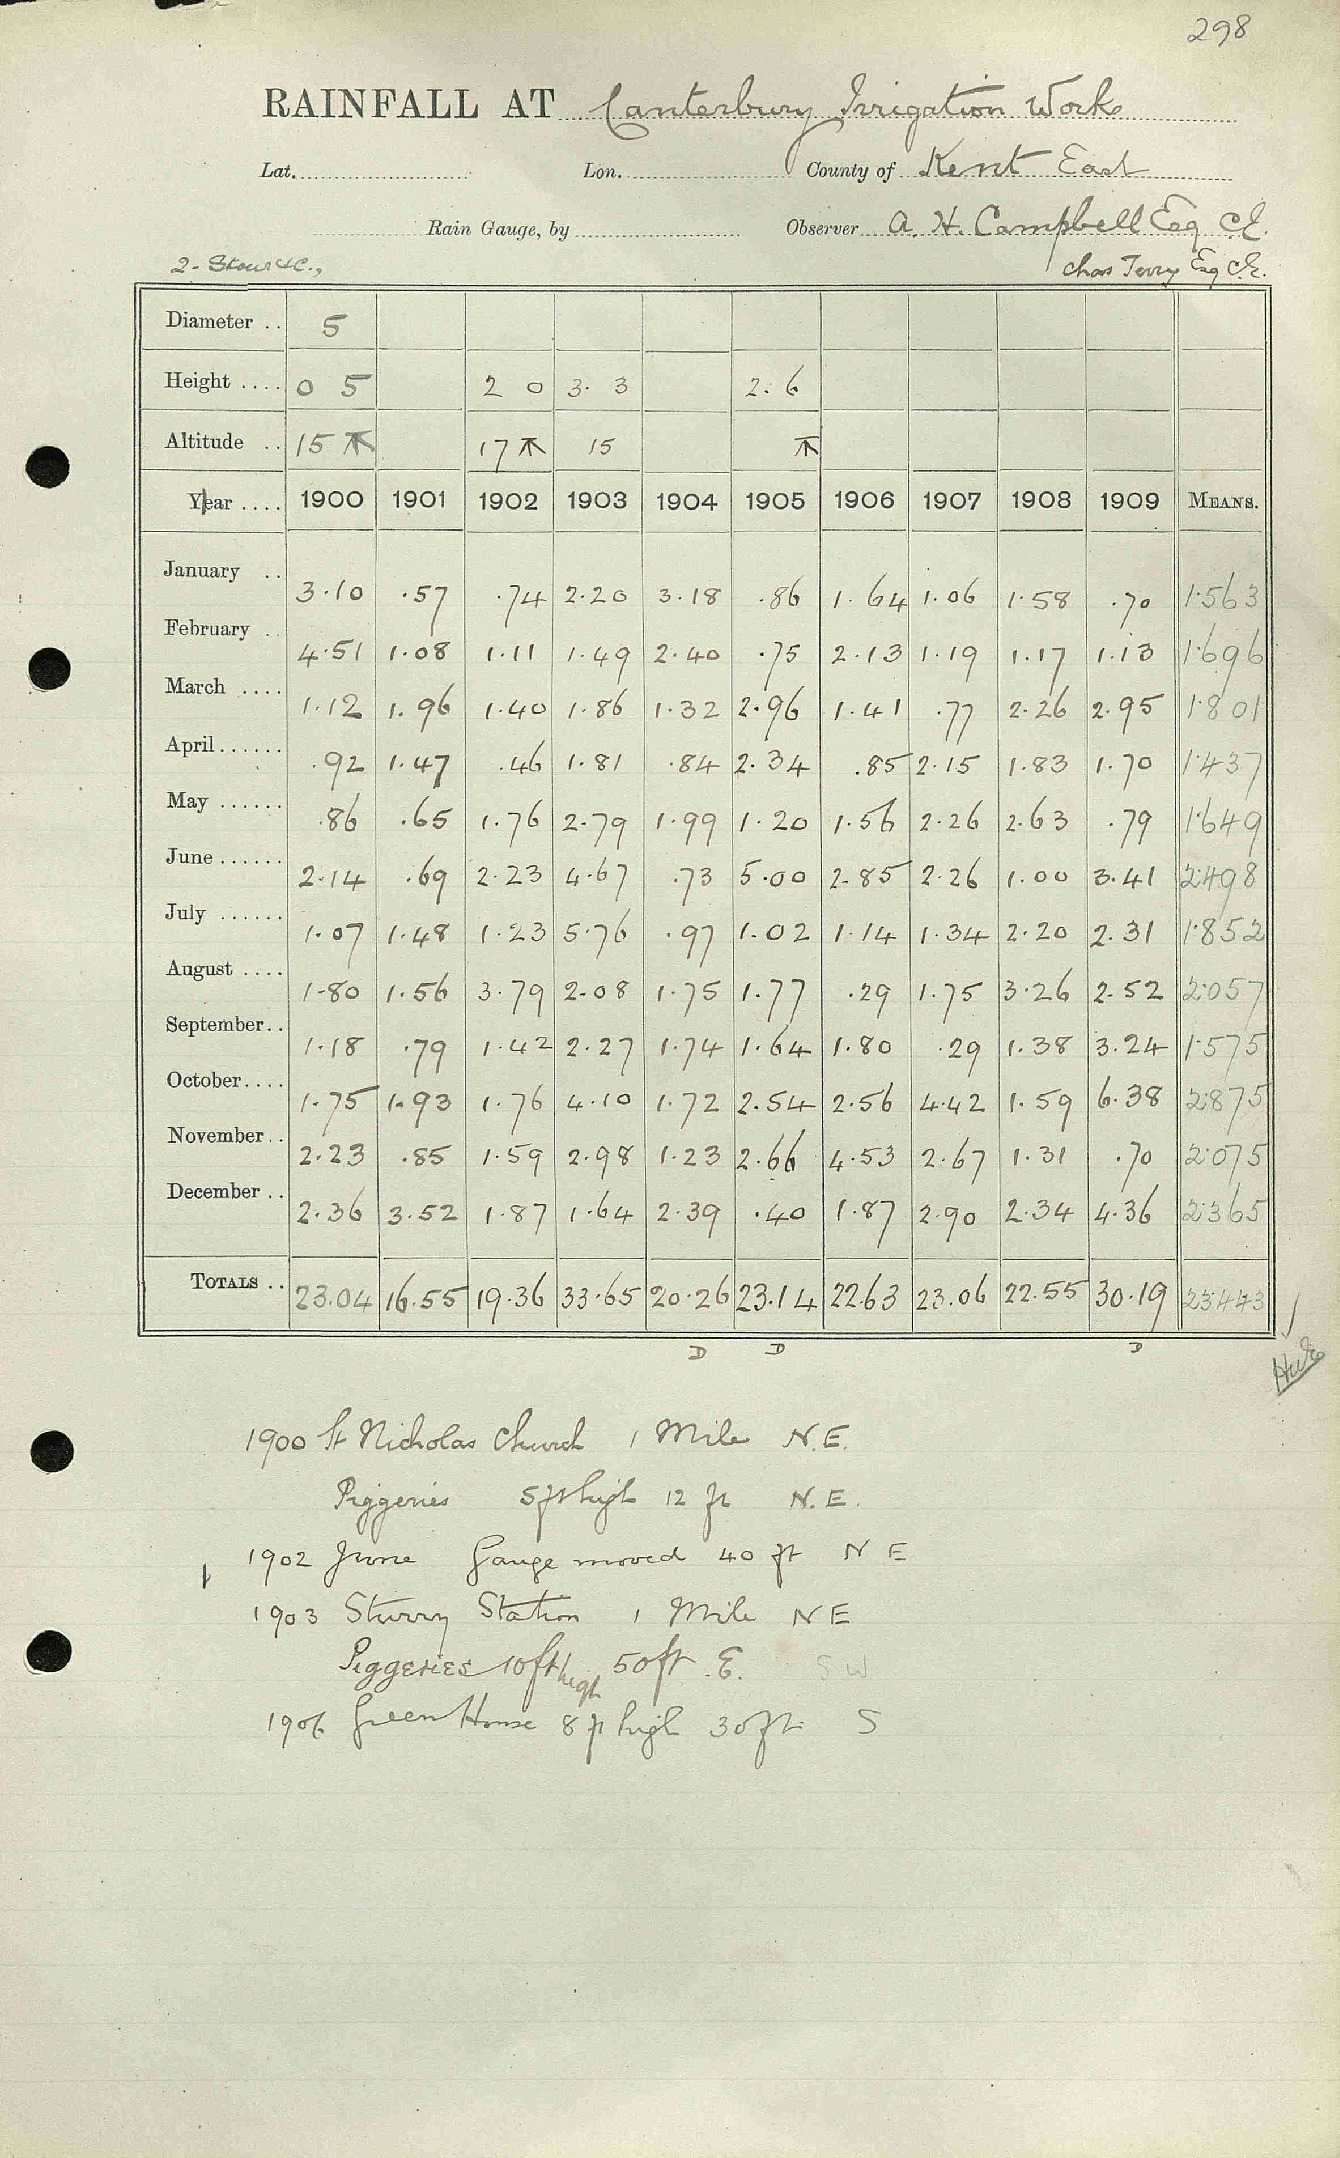 298
RAINFALL AT Canterbury Irrigation Works
Lat. Lon. County of Kent East
Rain Gauge, by Observer A. H. Campbell Esq C.E.
2 - Stour &c., Chas Terry Esq C.E.
Diameter .. 5
Height .... 0 5 2 0 3. 3 2. 6
Altitude .. 15 17 15
Year .... 1900 1901 1902 1903 1904 1905 1906 1907 1908 1909 MEANS.
January .. 3.10 .57 .74 2.20 3.18 .86 1.64 1.06 1.58 .70 1.563
February .. 4.51 1.08 1.11 1.49 2.40 .75 2.13 1.19 1.17 1.13 1.696
March .... 1.12 1.96 1.40 1.86 1.32 2.96 1.41 .77 2.26 2.95 1.801
April ...... .92 1.47 .46 1.81 .84 2.34 .85 2.15 1.83 1.70 1.437
May ...... .86 .65 1.76 2.79 1.99 1.20 1.56 2.26 2.63 .79 1.649
June ...... 2.14 .69 2.23 4.67 .73 5.00 2.85 2.26 1.00 3.41 2.498
July ...... 1.07 1.48 1.23 5.76 .97 1.02 1.14 1.34 2.20 2.31 1.852
August .... 1.80 1.56 3.79 2.08 1.75 1.77 .29 1.75 3.26 2.52 2.057
September.. 1.18 .79 1.42 2.27 1.74 1.64 1.80 .29 1.38 3.24 1.575
October.... 1.75 1.93 1.76 4.10 1.72 2.54 2.56 4.42 1.59 6.38 2.875
November.. 2.23 .85 1.59 2.98 1.23 2.66 4.53 2.67 1.31 .70 2.075
December .. 2.36 3.52 1.87 1.64 2.39 .40 1.87 2.90 2.34 4.36 2.365
TOTALS .. 23.04 16.55 19.36 33.65 20.26 23.14 22.63 23.06 22.55 30.19 23.443
D D D
1900 St Nicholas Church 1 Mile N.E.
Piggeries 5 ft high 12 ft N.E.
1902 June Gauge moved 40 ft N E
1903 Sturry Station 1 Mile N E
Piggeries 10 ft high 50 ft E. S W
1906 Green House 8 ft high 30 ft S